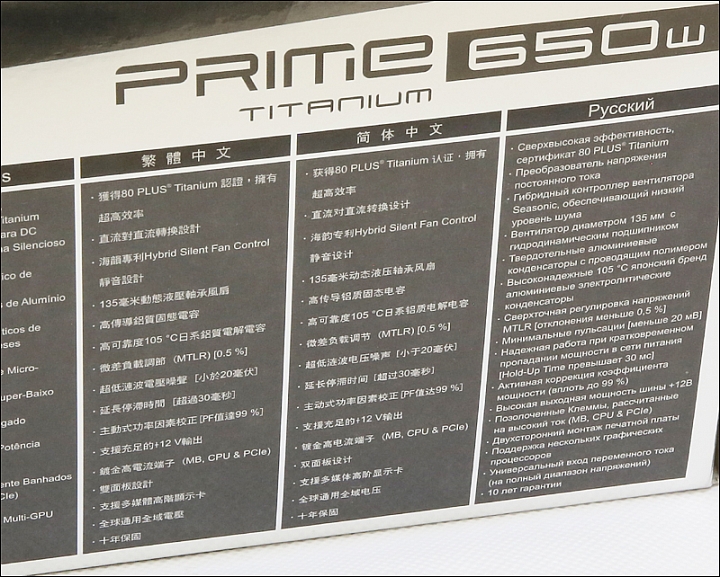 PRIME 650W
TITANIUM
s
Titanium
para DC
na Silencioso
ico de
s de Alumínio
íticos de
eses
e Micro-
uper-Baixo
gado
Potência
ente Banhados
CIe)
Multi-GPU
繁體中文
· 獲得80 PLUS® Titanium 認證，擁有
超高效率
· 直流對直流轉換設計
· 海韻專利Hybrid Silent Fan Control
靜音設計
· 135毫米動態液壓軸承風扇
· 高傳導鋁質固態電容
· 高可靠度105 °C日系鋁質電解電容
· 微差負載調節（MTLR) [0.5 %]
· 超低漣波電壓噪聲 [小於20毫伏]
· 延長停滯時間 [超過30毫秒]
· 主動式功率因素校正 [PF值達99 %]
· 支援充足的+12 V輸出
· 鍍金高電流端子（MB, CPU & PCIe)
· 雙面板設計
· 支援多媒體高階顯示卡
· 全球通用全域電壓
· 十年保固
简体中文
· 获得80 PLUS® Titanium 认证，拥有
超高效率
· 直流对直流转换设计
· 海韵专利Hybrid Silent Fan Control
静音设计
· 135毫米动态液压轴承风扇
· 高传导铝质固态电容
· 高可靠度105 °C日系铝质电解电容
· 微差负载调节（MTLR) [0.5 %]
· 超低涟波电压噪声 [小于20毫伏]
· 延长停滞时间 [超过30毫秒]
· 主动式功率因素校正 [PF值达99 %]
· 支援充足的+12 V输出
· 镀金高电流端子（MB, CPU & PCIe)
· 双面板设计
· 支援多媒体高阶显示卡
· 全球通用全域电压
· 十年保固
Русский
· Сверхвысокая эффективность,
сертификат 80 PLUS® Titanium
· Преобразователь напряжения
постоянного тока
· Гибридный контроллер вентилятора
Seasonic, обеспечивающий низкий
уровень шума
· Вентилятор диаметром 135 мм с
гидродинамическим подшипником
· Твердотельные алюминиевые
конденсаторы с проводящим полимером
· Высоконадежные 105 °C японский бренд
алюминиевые электролитические
конденсаторы
· Сверхточная регулировка напряжений
MTLR [отклонения меньше 0,5 %]
· Минимальные пульсации [меньше 20 мВ]
· Надежная работа при кратковременном
пропадании мощности в сети питания
[Hold-Up Time превышает 30 мс]
· Активная коррекция коэффициента
мощности (вплоть до 99 %)
· Высокая выходная мощность шины +12В
· Позолоченные Клеммы, рассчитанные
на высокий ток (MB, CPU & PCIe)
· Двухсторонний монтаж печатной платы
· Поддержка нескольких графических
процессоров
· Универсальный вход переменного тока
(на полный диапазон напряжений)
· 10 лет гарантии